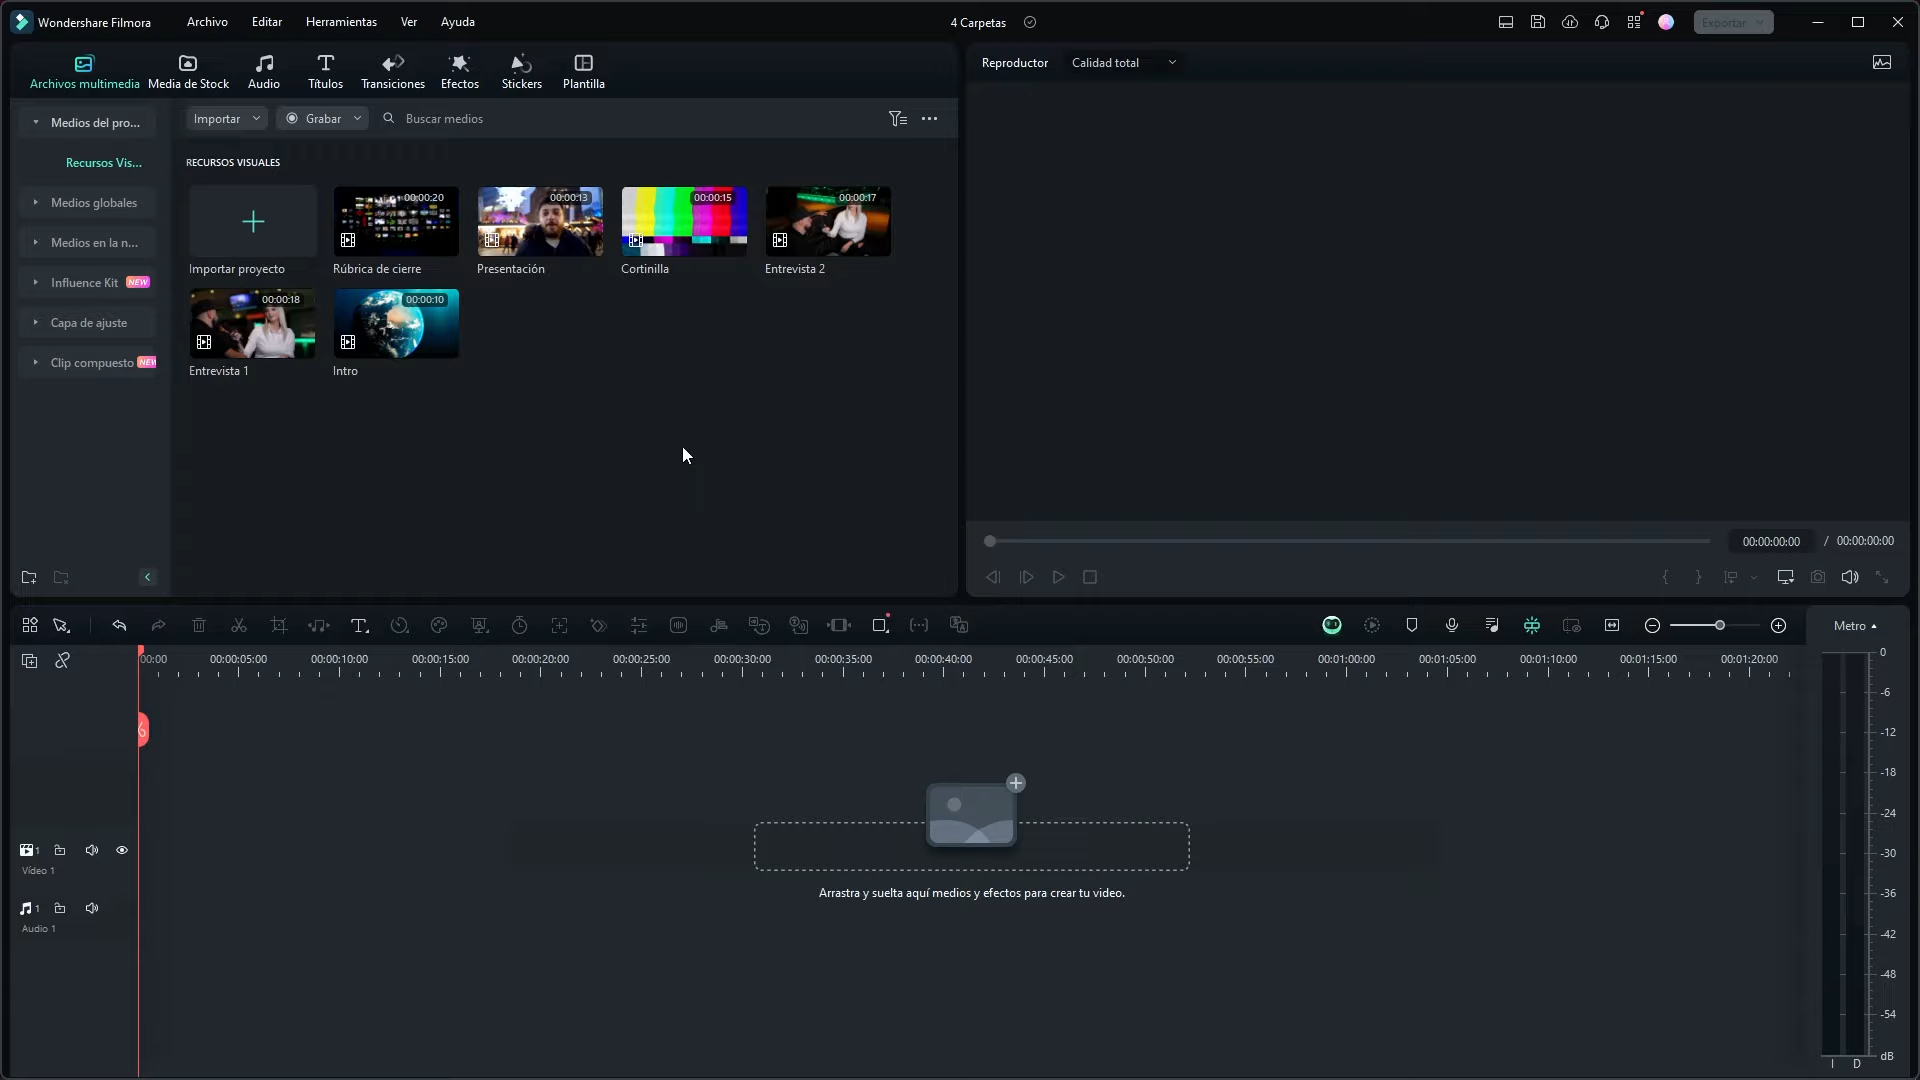 Wondershare Filmora
Archivo
Editar
Herramientas
Ver
Ayuda
4 Carpetas
Exportar
Archivos multimedia
Media de Stock
Audio
Títulos
Transiciones
Efectos
Stickers
Plantilla
Reproductor
Calidad total
Medios del pro...
Importar
Grabar
Buscar medios
Recursos Vis...
RECURSOS VISUALES
Medios globales
Medios en la n...
Influence Kit NEW
Capa de ajuste
Clip compuesto NEW
00:00:20
00:00:13
00:00:15
00:00:17
Importar proyecto
Rúbrica de cierre
Presentación
Cortinilla
Entrevista 2
00:00:18
00:00:10
Entrevista 1
Intro
00:00:00:00 / 00:00:00:00
Metro
00:00 00:00:05:00 00:00:10:00 00:00:15:00 00:00:20:00 00:00:25:00 00:00:30:00 00:00:35:00 00:00:40:00 00:00:45:00 00:00:50:00 00:00:55:00 00:01:00:00 00:01:05:00 00:01:10:00 00:01:15:00 00:01:20:00
1
Vídeo 1
1
Audio 1
Arrastra y suelta aquí medios y efectos para crear tu video.
0
-6
-12
-18
-24
-30
-36
-42
-48
-54
dB
I D